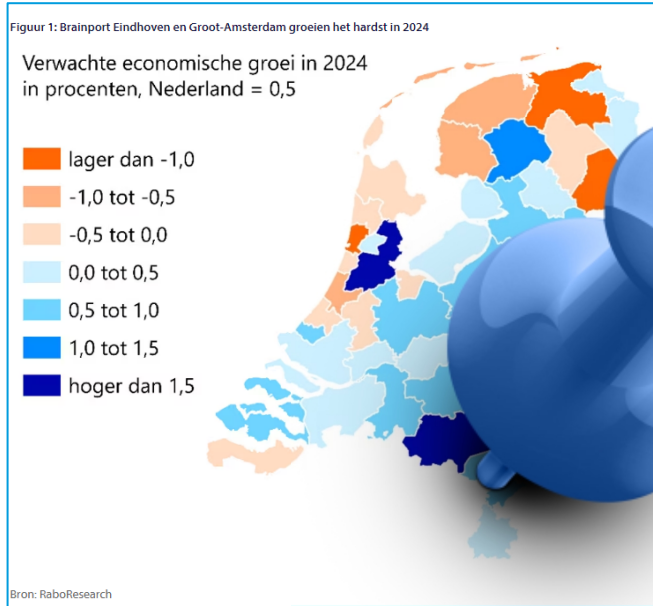 Figuur 1: Brainport Eindhoven en Groot-Amsterdam groeien het hardst in 2024
Verwachte economische groei in 2024
in procenten, Nederland = 0,5
lager dan -1,0
-1,0 tot -0,5
-0,5 tot 0,0
0,0 tot 0,5
0,5 tot 1,0
1,0 tot 1,5
hoger dan 1,5
Bron: RaboResearch